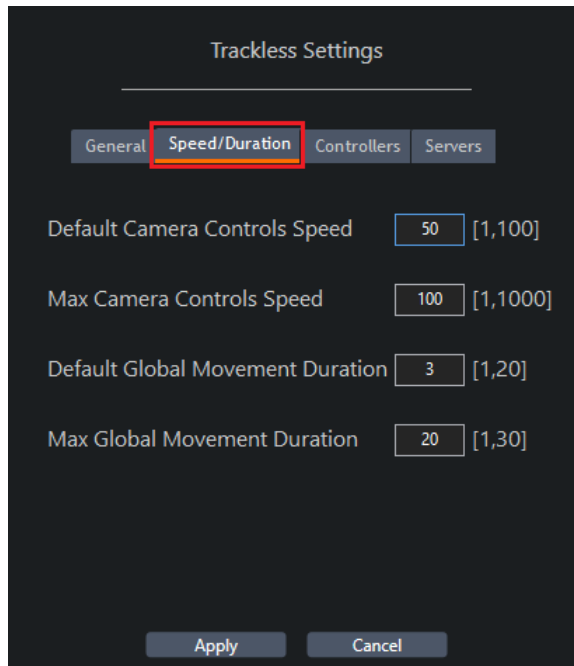 Trackless Settings
General Speed/Duration Controllers Servers
Default Camera Controls Speed 50 [1,100]
Max Camera Controls Speed 100 [1,1000]
Default Global Movement Duration 3 [1,20]
Max Global Movement Duration 20 [1,30]
Apply Cancel